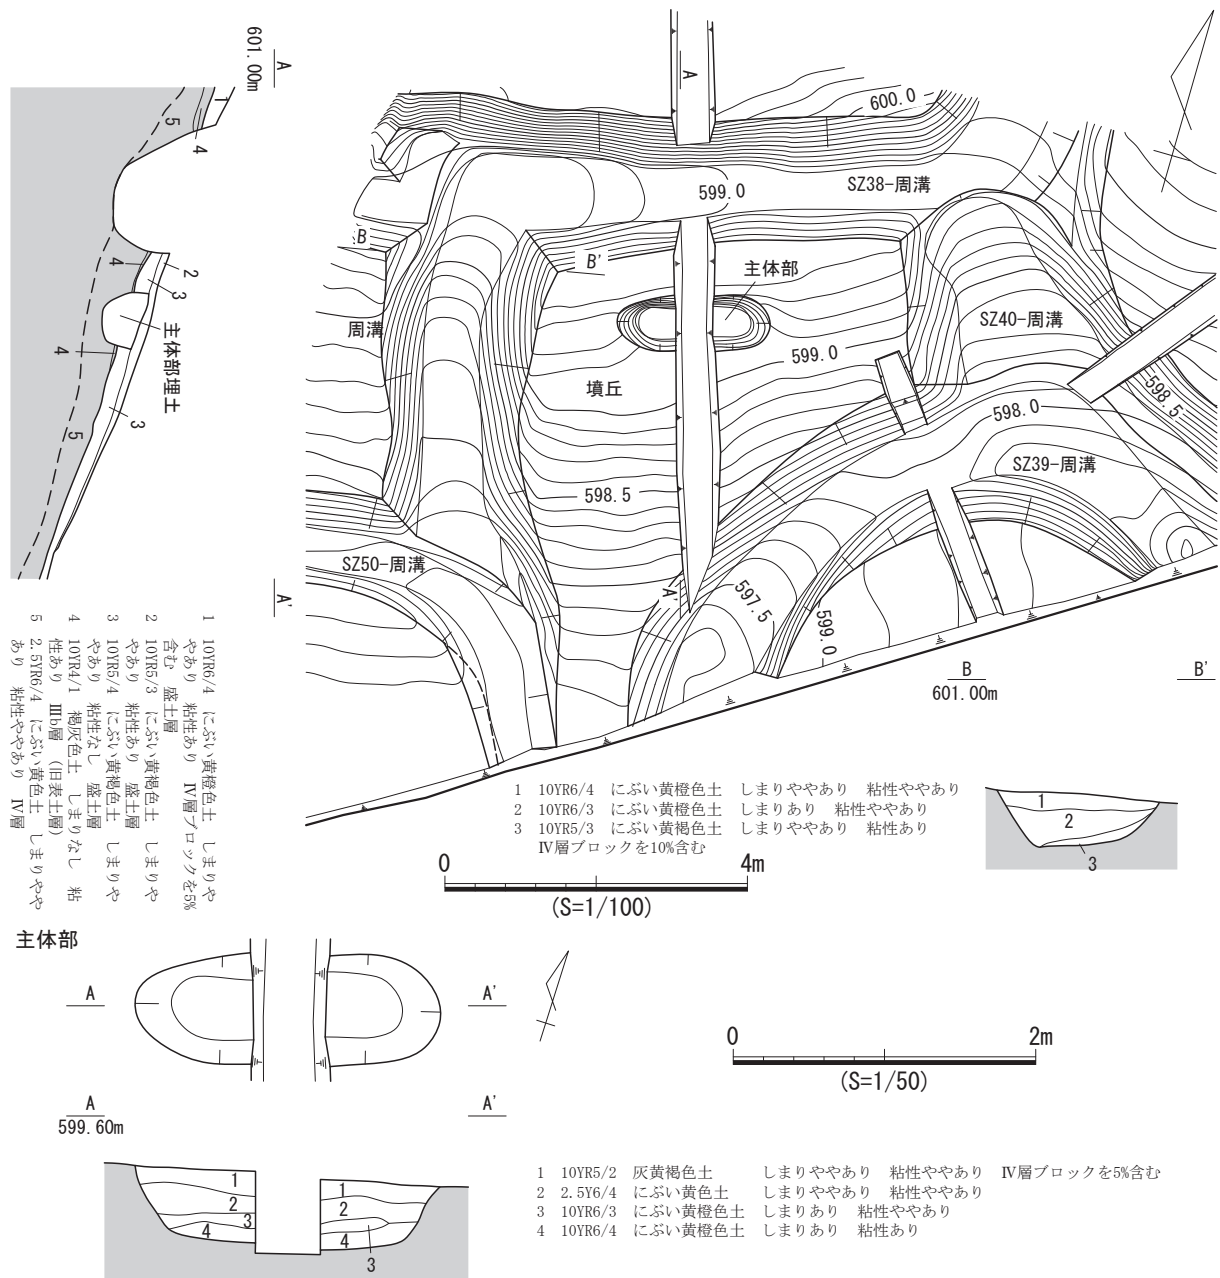 A
601.00m
1
5
4
4
2
3
4
主体部埋土
3
5
A'
A
600.0
599.0
SZ38-周溝
B
B'
主体部
周溝
SZ40-周溝
599.0
墳丘
598.5
598.0
SZ39-周溝
598.5
SZ50-周溝
A'
597.5
599.0
B
601.00m
B'
1 10YR6/4 にぶい黄橙色土 しまりや
やあり 粘性あり Ⅳ層ブロックを5%
含む 盛土層
2 10YR5/3 にぶい黄褐色土 しまりや
やあり 粘性あり 盛土層
3 10YR5/4 にぶい黄褐色土 しまりや
やあり 粘性なし 盛土層
4 10YR4/1 褐灰色土 しまりなし 粘
性あり Ⅲb層 (旧表土層)
5 2.5YR6/4 にぶい黄色土 しまりやや
あり 粘性ややあり Ⅳ層
1 10YR6/4 にぶい黄橙色土 しまりややあり 粘性ややあり
2 10YR6/3 にぶい黄橙色土 しまりあり 粘性ややあり
3 10YR5/3 にぶい黄褐色土 しまりややあり 粘性あり
Ⅳ層ブロックを10%含む
1
2
3
0 4m
(S=1/100)
主体部
A A'
0 2m
(S=1/50)
A A'
599.60m
1
2
3
4
1
2
4
3
1 10YR5/2 灰黄褐色土 しまりややあり 粘性ややあり Ⅳ層ブロックを5%含む
2 2.5Y6/4 にぶい黄色土 しまりややあり 粘性ややあり
3 10YR6/3 にぶい黄橙色土 しまりあり 粘性ややあり
4 10YR6/4 にぶい黄橙色土 しまりあり 粘性あり